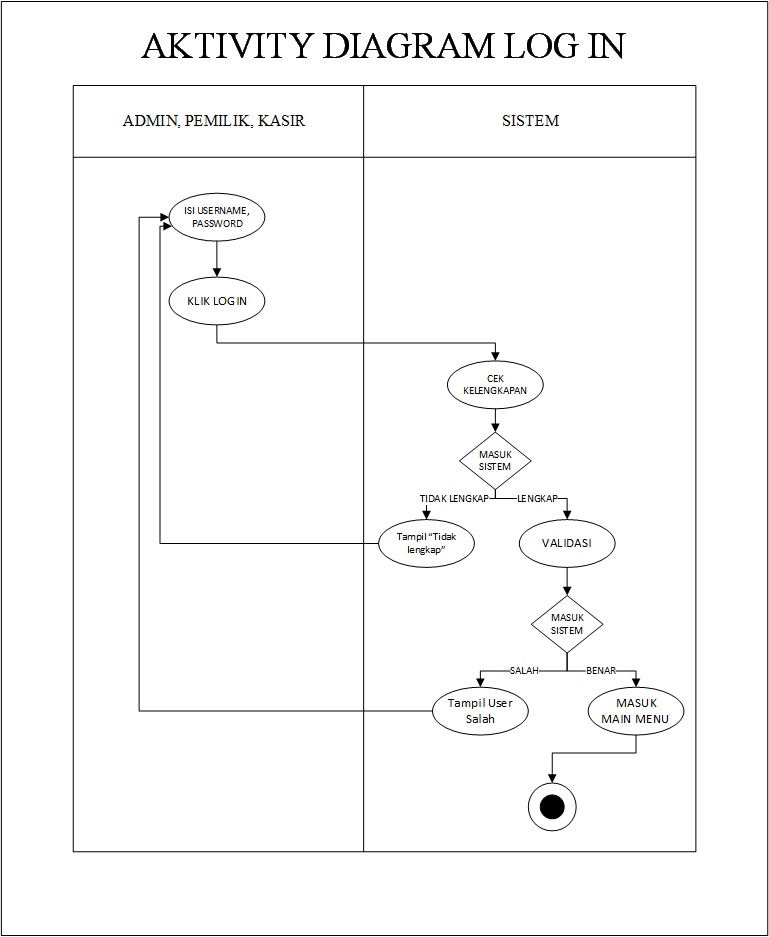 AKTIVITY DIAGRAM LOG IN
ADMIN, PEMILIK, KASIR
SISTEM
ISI USERNAME,
PASSWORD
KLIK LOGIN
CEK
KELENGKAPAN
MASUK
SISTEM
TIDAK LENGKAP
LENGKAP
Tampil “Tidak
lengkap”
VALIDASI
MASUK
SISTEM
SALAH
BENAR
Tampil User
Salah
MASUK
MAIN MENU